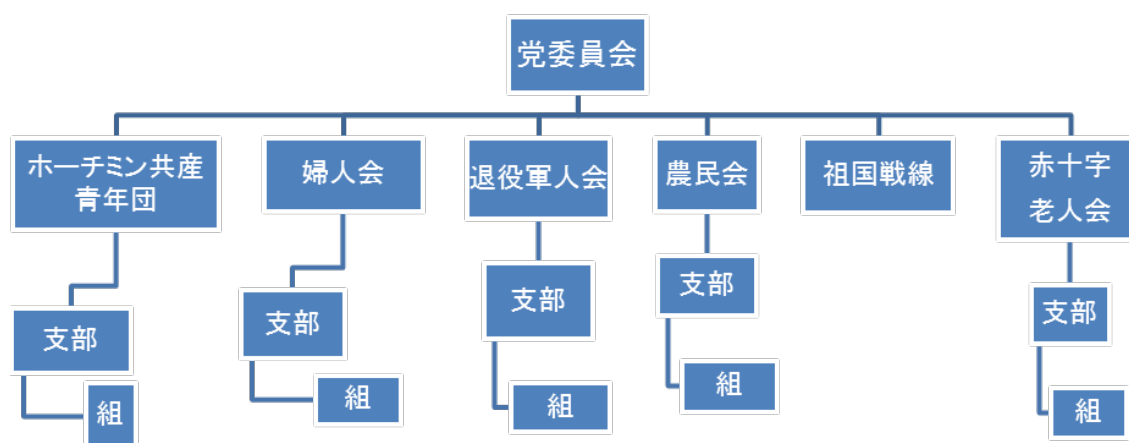 党委員会
ホーチミン共産
青年団
婦人会
退役軍人会
農民会
祖国戦線
赤十字
老人会
支部
支部
支部
支部
支部
組
組
組
組
組